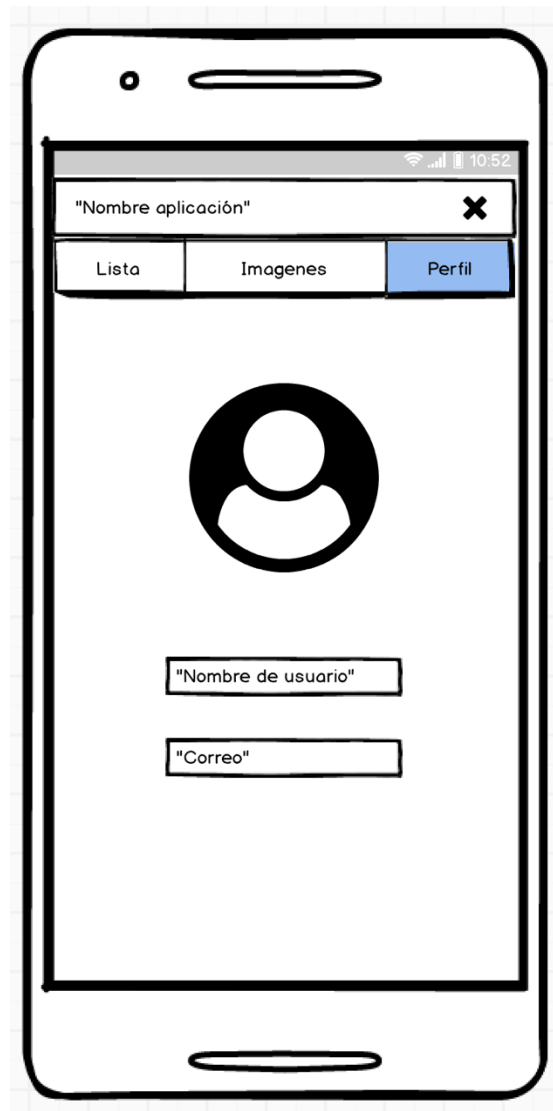 10:52
"Nombre aplicación"
Lista Imagenes Perfil
"Nombre de usuario"
"Correo"